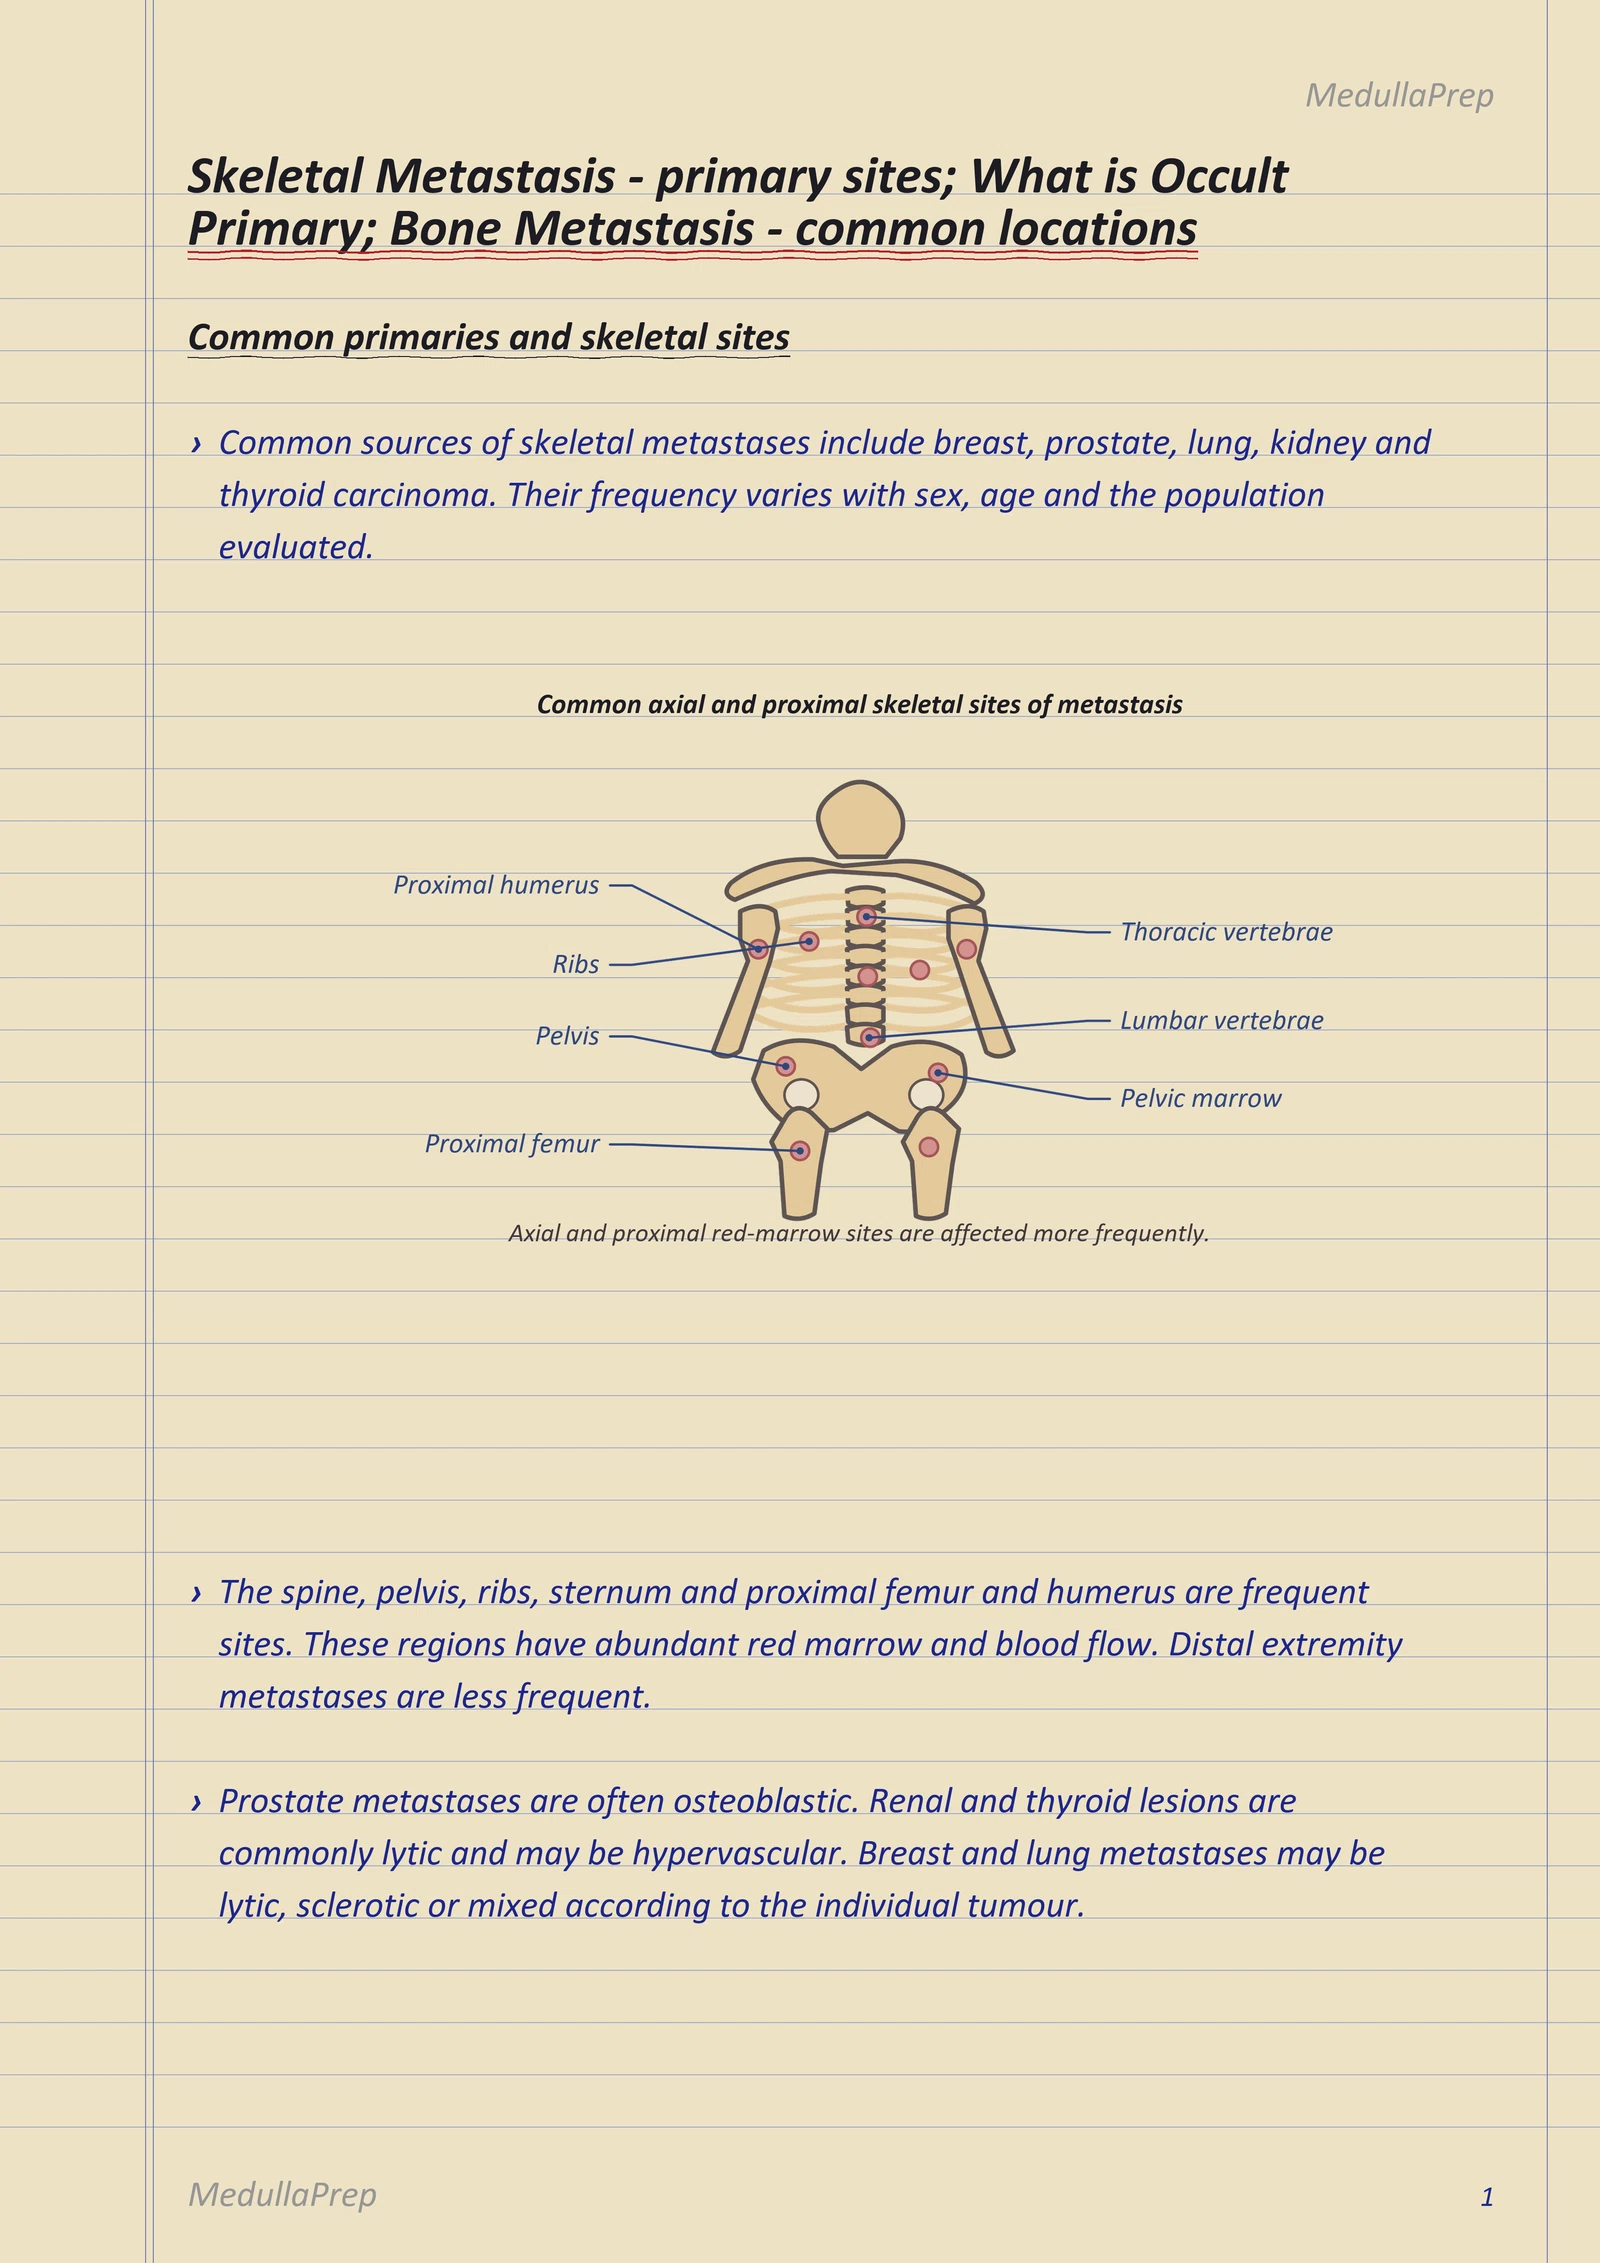 MedullaPrep
Skeletal Metastasis - primary sites; What is Occult
Primary; Bone Metastasis - common locations
Common primaries and skeletal sites
› Common sources of skeletal metastases include breast, prostate, lung, kidney and
thyroid carcinoma. Their frequency varies with sex, age and the population
evaluated.
Common axial and proximal skeletal sites of metastasis
Proximal humerus
Thoracic vertebrae
Ribs
Lumbar vertebrae
Pelvis
Pelvic marrow
Proximal femur
Axial and proximal red-marrow sites are affected more frequently.
› The spine, pelvis, ribs, sternum and proximal femur and humerus are frequent
sites. These regions have abundant red marrow and blood flow. Distal extremity
metastases are less frequent.
› Prostate metastases are often osteoblastic. Renal and thyroid lesions are
commonly lytic and may be hypervascular. Breast and lung metastases may be
lytic, sclerotic or mixed according to the individual tumour.
MedullaPrep
1